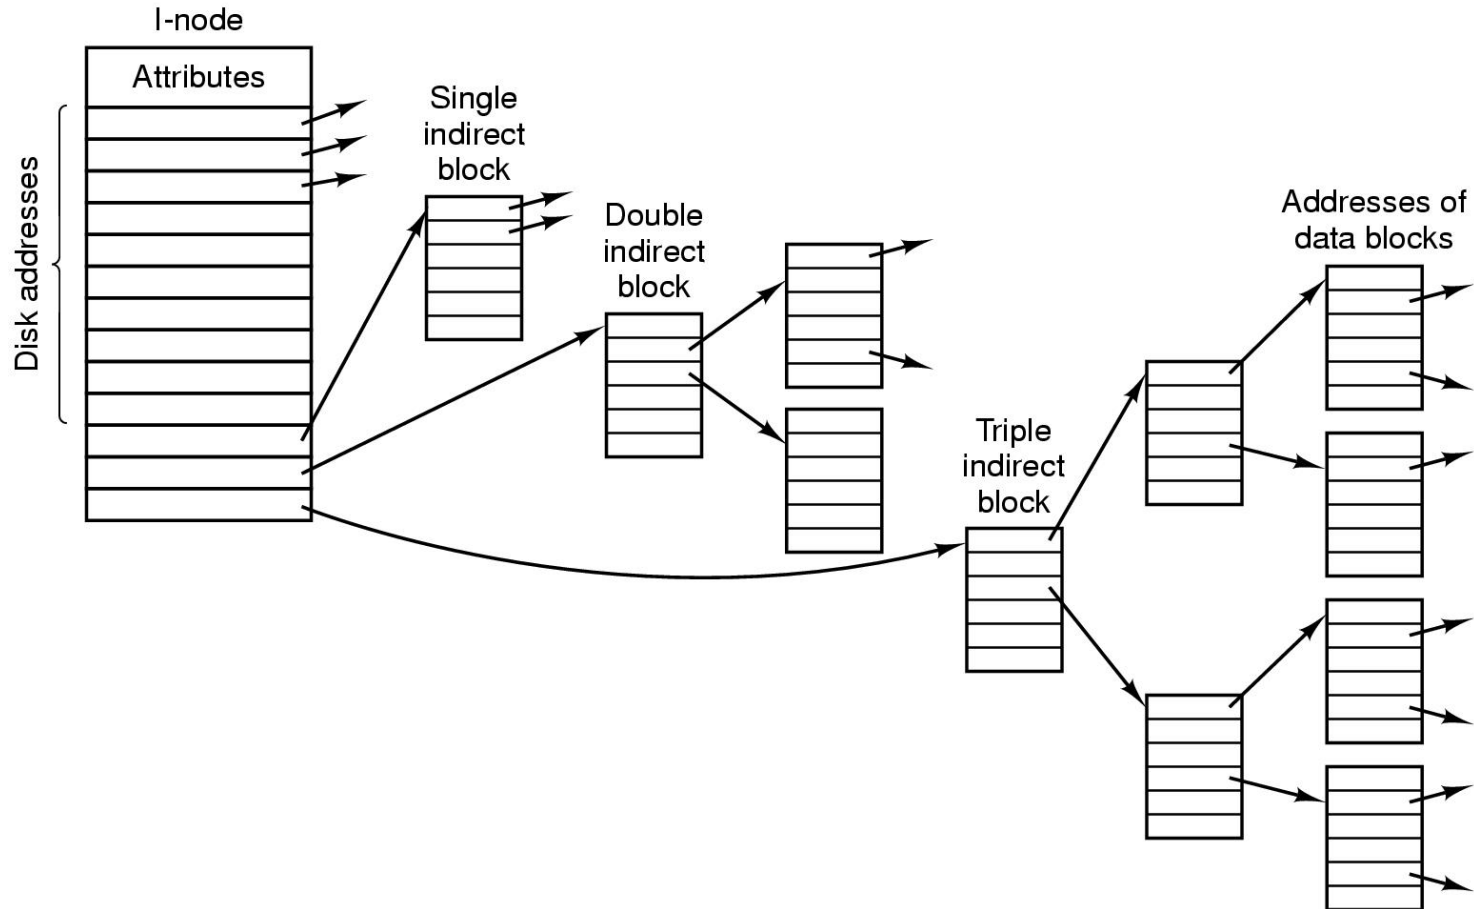 I-node
Attributes
Disk addresses
Single
indirect
block
Double
indirect
block
Triple
indirect
block
Addresses of
data blocks